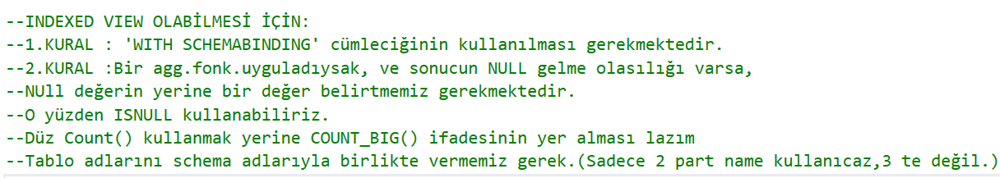 --INDEXED VIEW OLABİLMESİ İÇİN:
--1.KURAL : 'WITH SCHEMABINDING' cümleciğinin kullanılması gerekmektedir.
--2.KURAL :Bir agg.fonk.uyguladıysak, ve sonucun NULL gelme olasılığı varsa,
--NUll değerin yerine bir değer belirtmemiz gerekmektedir.
--O yüzden ISNULL kullanabiliriz.
--Düz Count() kullanmak yerine COUNT_BIG() ifadesinin yer alması lazım
--Tablo adlarını schema adlarıyla birlikte vermemiz gerek.(Sadece 2 part name kullanıcaz,3 te değil.)